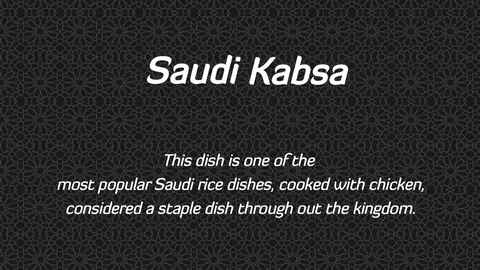 Saudi Kabsa
This dish is one of the
most popular Saudi rice dishes, cooked with chicken,
considered a staple dish through out the kingdom.